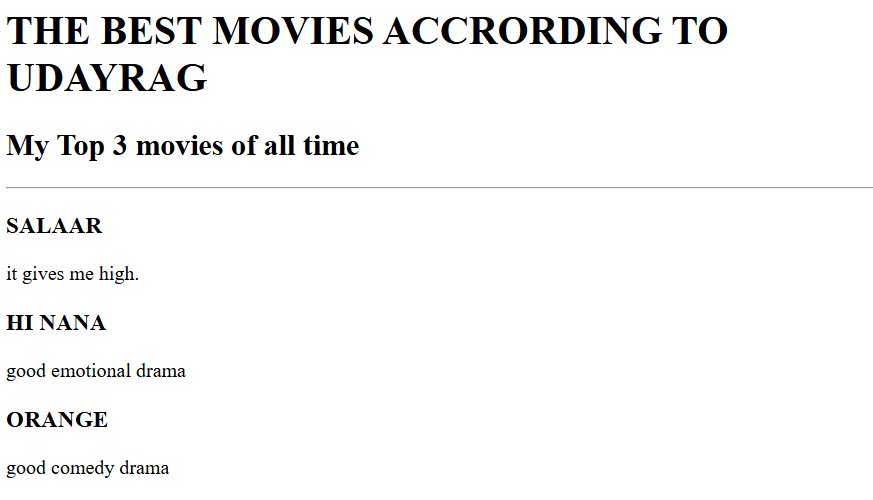 THE BEST MOVIES ACCRORDING TO
UDAYRAG
My Top 3 movies of all time
SALAAR
it gives me high.
HI NANA
good emotional drama
ORANGE
good comedy drama